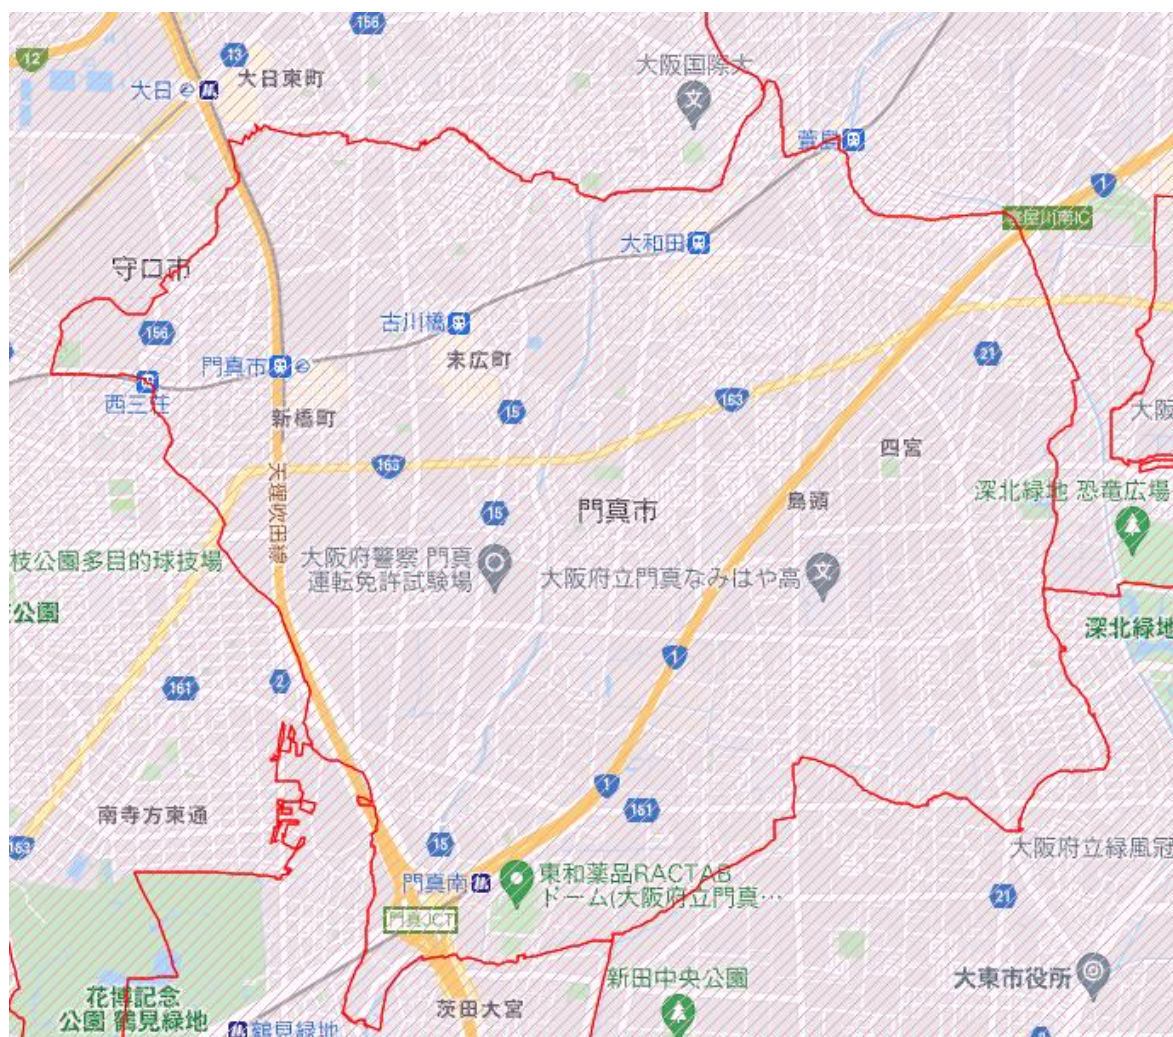 156
13
12
大日
大日東町
大阪国際大
萱島
1
寝屋川南IC
大和田
守口市
156
古川橋
門真市
末広町
21
西三荘
新橋町
15
163
大阪
四宮
163
天狸吹田線
深北緑地 恐竜広場
島頭
15
門真市
枝公園多目的球技場
大阪府警察 門真
運転免許試験場
大阪府立門真なみはや高
公園
深北緑地
1
2
161
1
161
南寺方東通
163
15
大阪府立緑風冠
門真南
東和薬品RACTAB
ドーム(大阪府立門真…
21
門真JCT
新田中央公園
大東市役所
花博記念
公園 鶴見緑地
茨田大宮
鶴見緑地